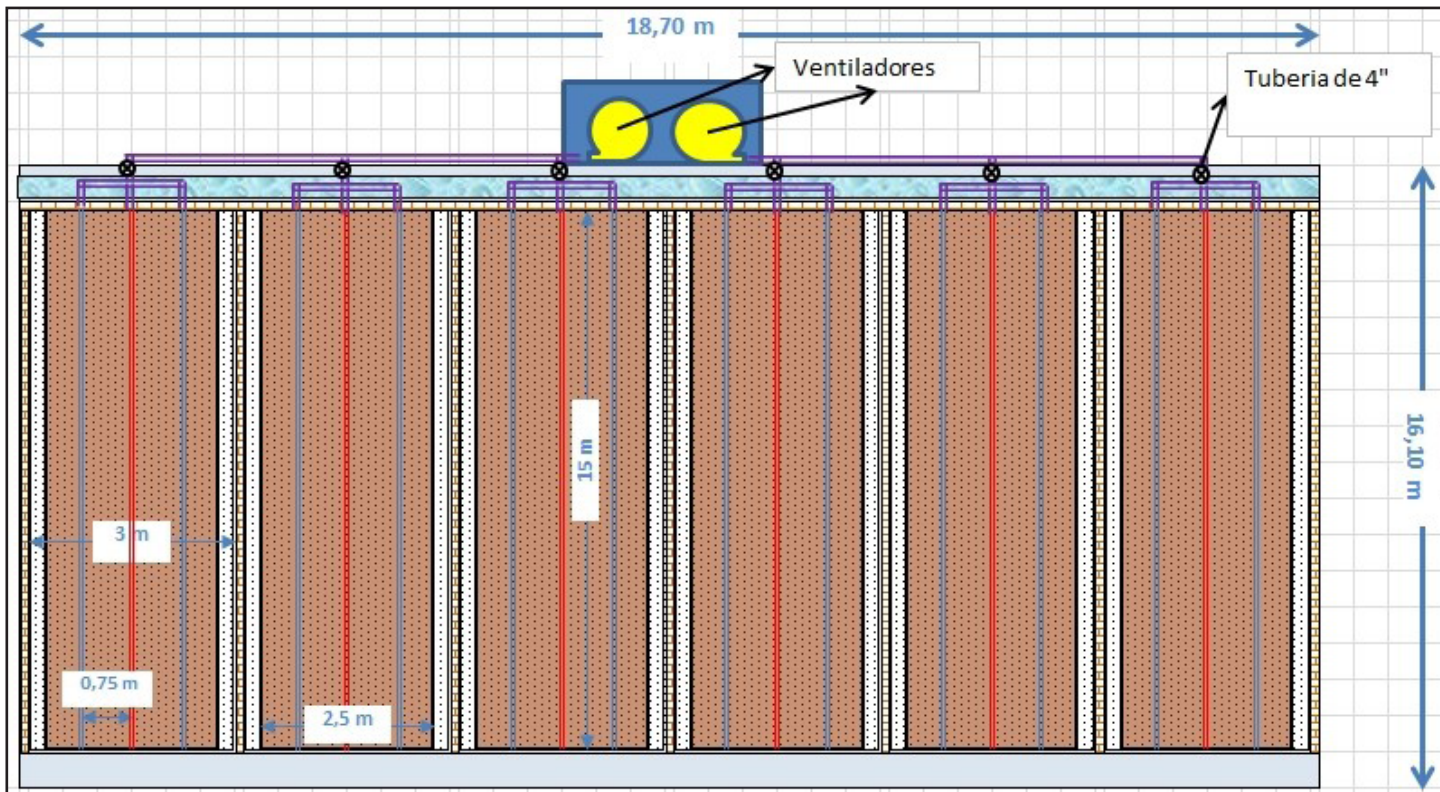 18,70 m
Ventiladores
Tuberia de 4"
15 m
16,10 m
3 m
0,75 m
2,5 m